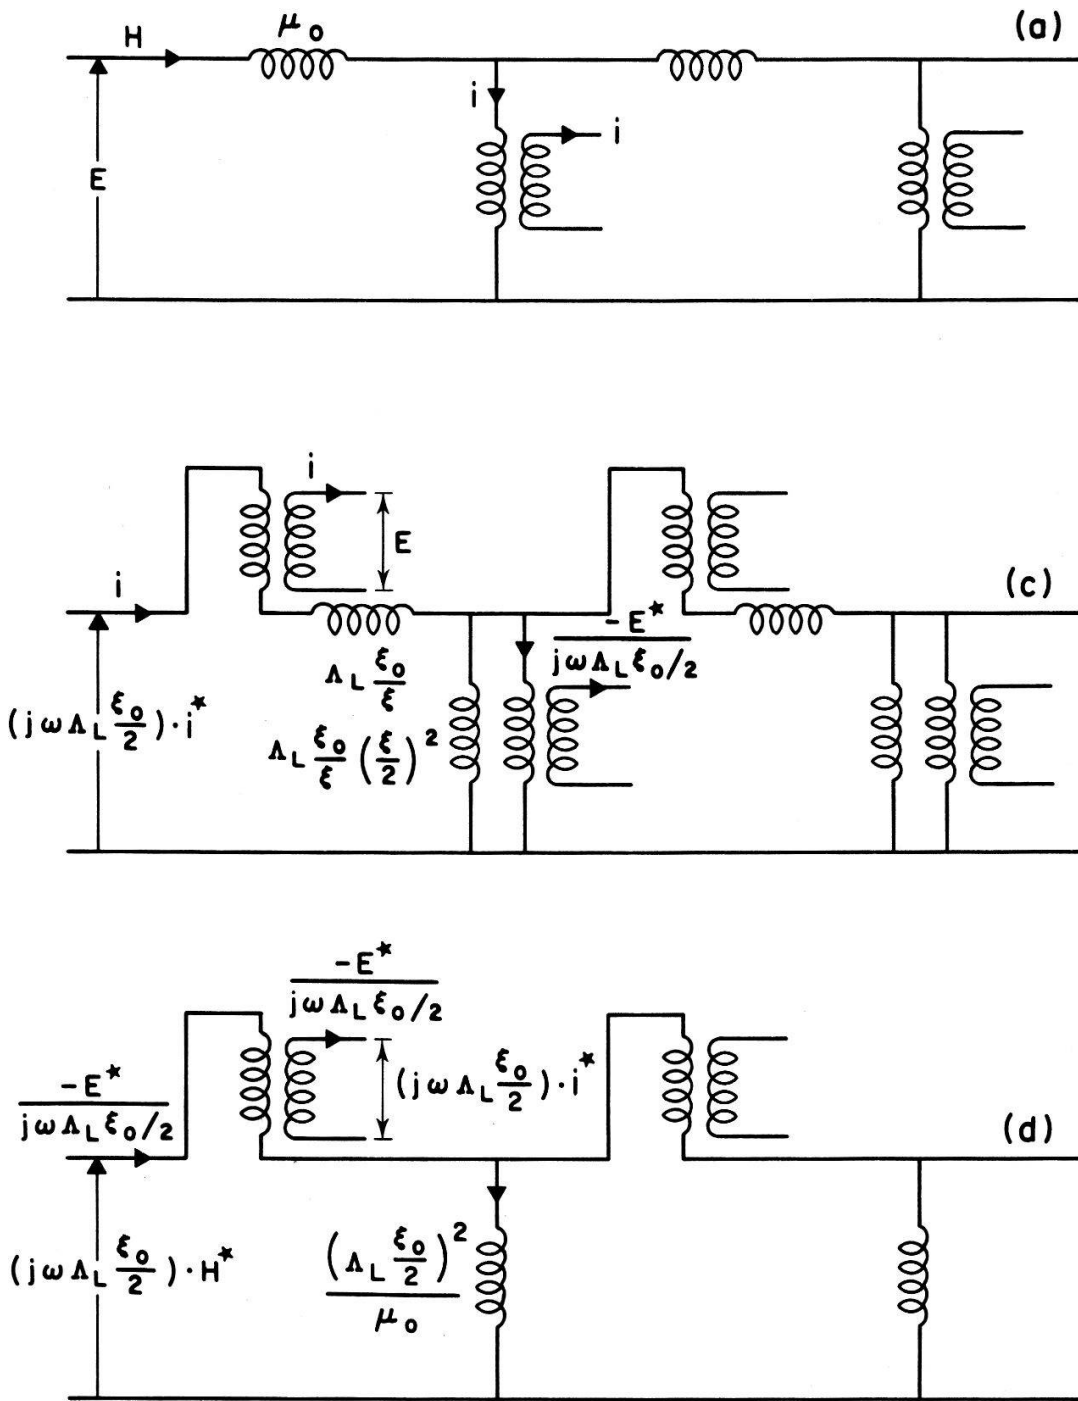 H
μ₀
(a)
i
i
E
i
E
i
(c)
-E*/(jωΛ_L ξ₀/2)
Λ_L ξ₀/ξ
(jωΛ_L ξ₀/2)·i*
Λ_L ξ₀/ξ (ξ/2)²
-E*/(jωΛ_L ξ₀/2)
(jωΛ_L ξ₀/2)·i*
-E*/(jωΛ_L ξ₀/2)
(d)
(jωΛ_L ξ₀/2)·H*
(Λ_L ξ₀/2)²/μ₀